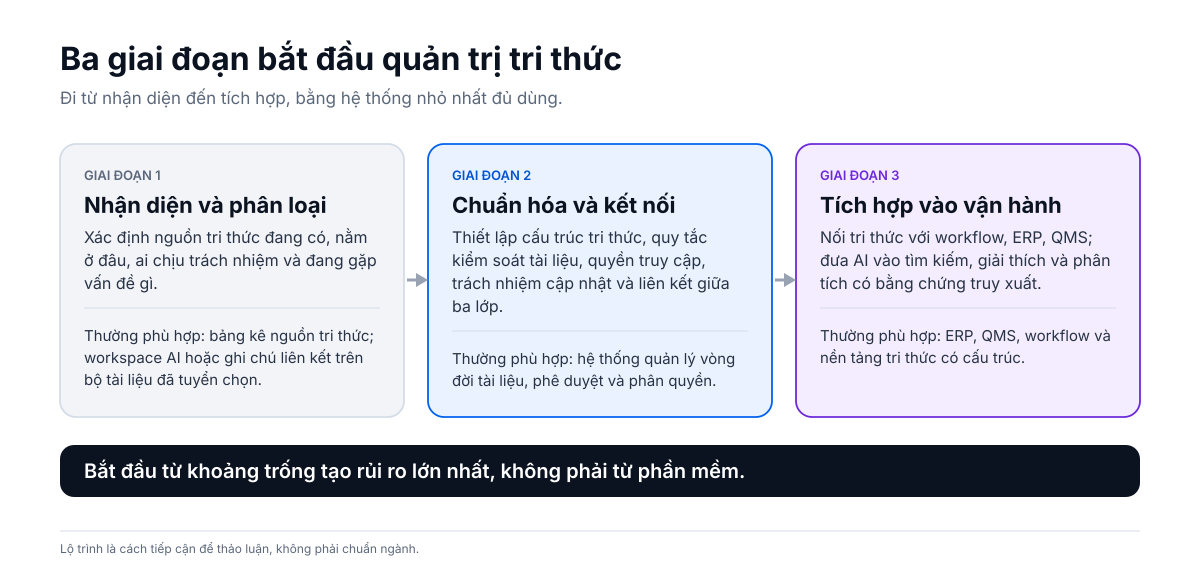 Ba giai đoạn bắt đầu quản trị tri thức
Đi từ nhận diện đến tích hợp, bằng hệ thống nhỏ nhất đủ dùng.
GIAI ĐOẠN 1
Nhận diện và phân loại
Xác định nguồn tri thức đang có, nằm
ở đâu, ai chịu trách nhiệm và đang gặp
vấn đề gì.
Thường phù hợp: bảng kê nguồn tri thức;
workspace AI hoặc ghi chú liên kết trên
bộ tài liệu đã tuyển chọn.
GIAI ĐOẠN 2
Chuẩn hóa và kết nối
Thiết lập cấu trúc tri thức, quy tắc
kiểm soát tài liệu, quyền truy cập,
trách nhiệm cập nhật và liên kết giữa
ba lớp.
Thường phù hợp: hệ thống quản lý vòng
đời tài liệu, phê duyệt và phân quyền.
GIAI ĐOẠN 3
Tích hợp vào vận hành
Nối tri thức với workflow, ERP, QMS;
đưa AI vào tìm kiếm, giải thích và phân
tích có bằng chứng truy xuất.
Thường phù hợp: ERP, QMS, workflow và
nền tảng tri thức có cấu trúc.
Bắt đầu từ khoảng trống tạo rủi ro lớn nhất, không phải từ phần mềm.
Lộ trình là cách tiếp cận để thảo luận, không phải chuẩn ngành.